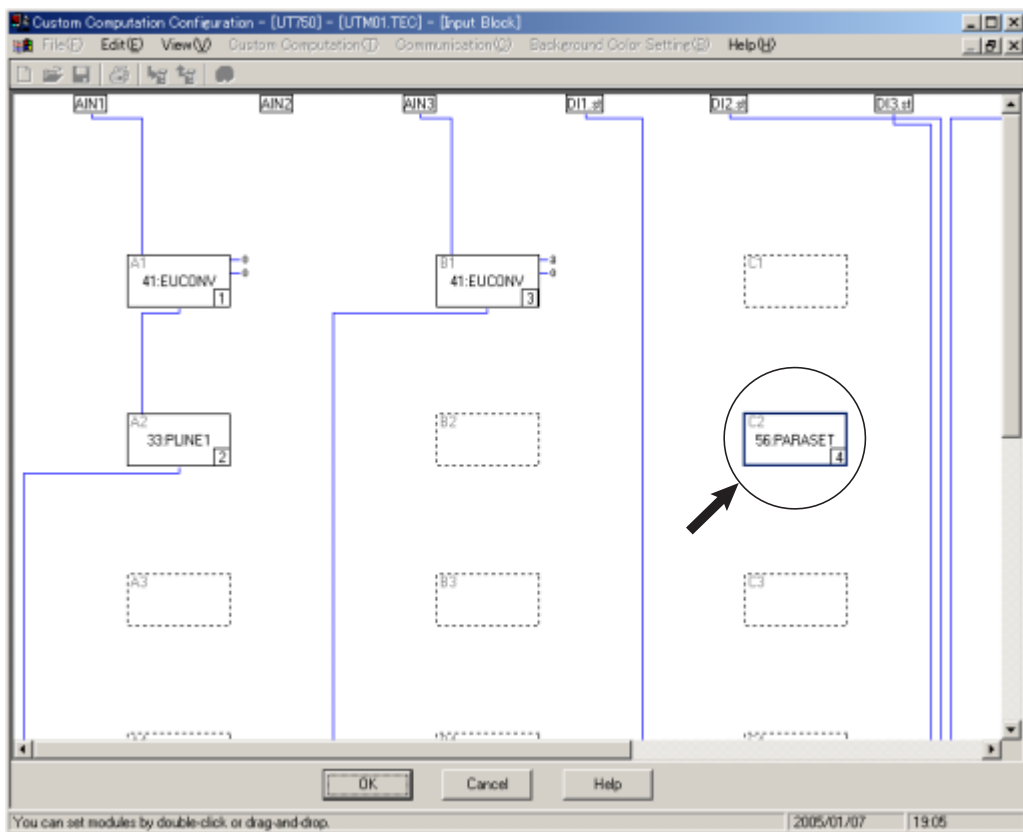 Custom Computation Configuration - [UT750] - [UTM01.TEC] - [Input Block]
File(F) Edit(E) View(V) Custom Computation(T) Communication(C) Background Color Setting(B) Help(H)
AIN1 AIN2 AIN3 DI1.st DI2.st DI3.st
A1
41:EUCONV
1
B1
41:EUCONV
3
C1
A2
33:PLINE1
2
B2
C2
56:PARASET
4
A3 B3 C3
OK Cancel Help
You can set modules by double-click or drag-and-drop. 2005/01/07 19:05